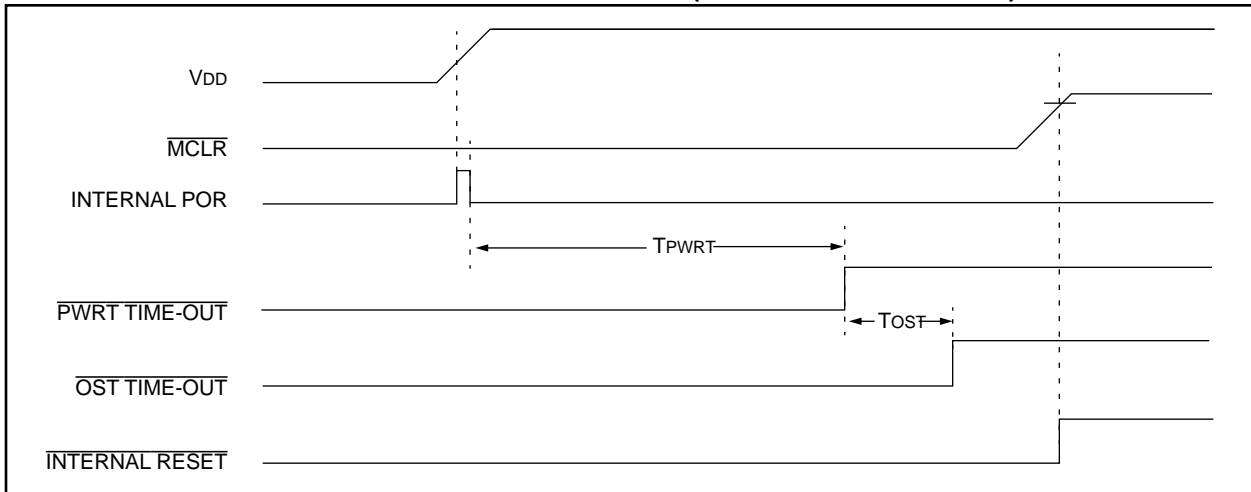 VDD
MCLR
INTERNAL POR
TPWRT
PWRT TIME-OUT
TOST
OST TIME-OUT
INTERNAL RESET